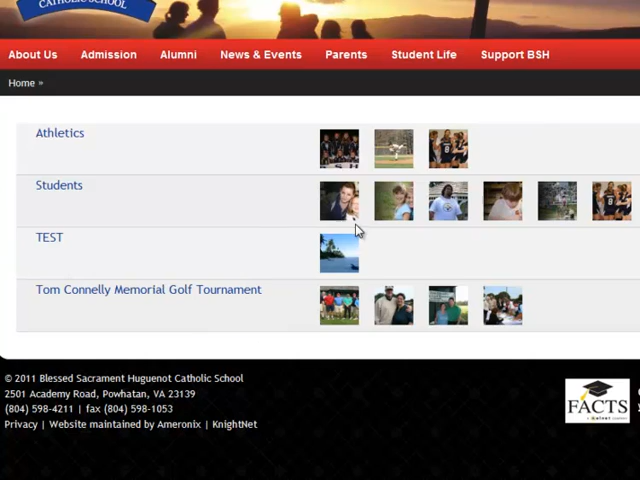 CATHOLIC SCHOOL
About Us Admission Alumni News & Events Parents Student Life Support BSH
Home »
Athletics
Students
TEST
Tom Connelly Memorial Golf Tournament
© 2011 Blessed Sacrament Huguenot Catholic School
2501 Academy Road, Powhatan, VA 23139
(804) 598-4211 | fax (804) 598-1053
Privacy | Website maintained by Ameronix | KnightNet
FACTS